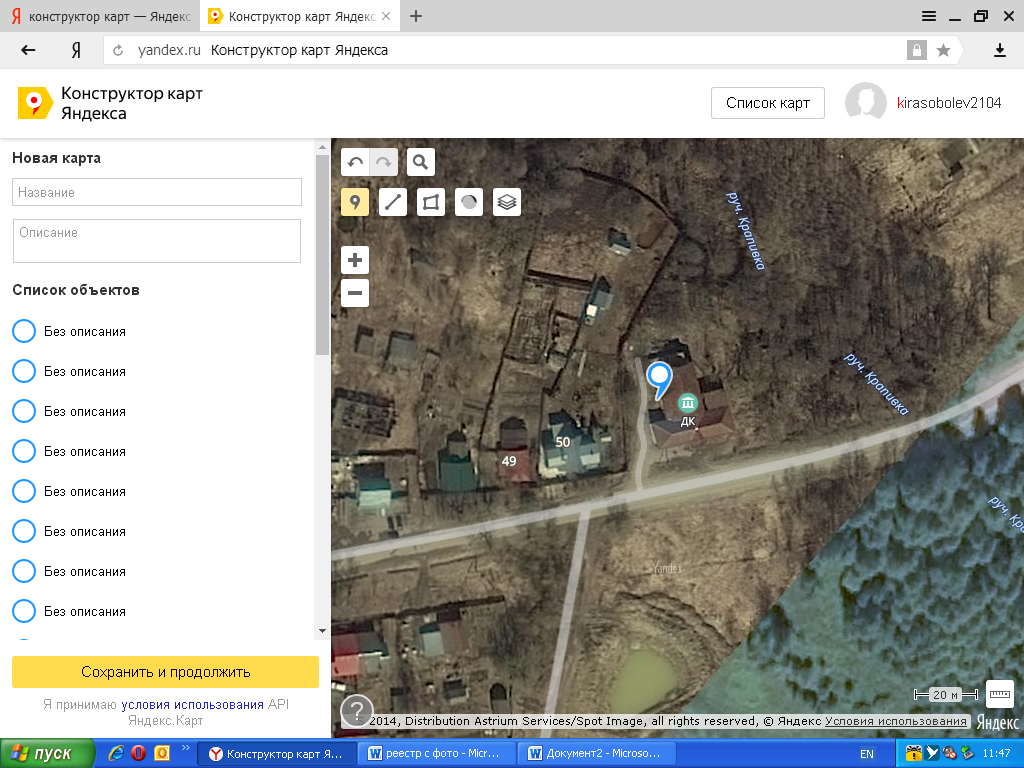 конструктор карт — Яндекс
Конструктор карт Яндекс
yandex.ru Конструктор карт Яндекса
Конструктор карт
Яндекса
Список карт
kirasobolev2104
Новая карта
Название
Описание
Список объектов
Без описания
Без описания
Без описания
Без описания
Без описания
Без описания
Без описания
Без описания
Сохранить и продолжить
Я принимаю условия использования API
Яндекс.Карт
руч. Крапивка
руч. Крапивка
руч. Кра
ДК
50
49
Yandex
20 м
?
2014, Distribution Astrium Services/Spot Image, all rights reserved, © Яндекс Условия использования
Яндекс
пуск
Конструктор карт Я...
реестр с фото - Micr...
Документ2 - Microso...
EN
11:47